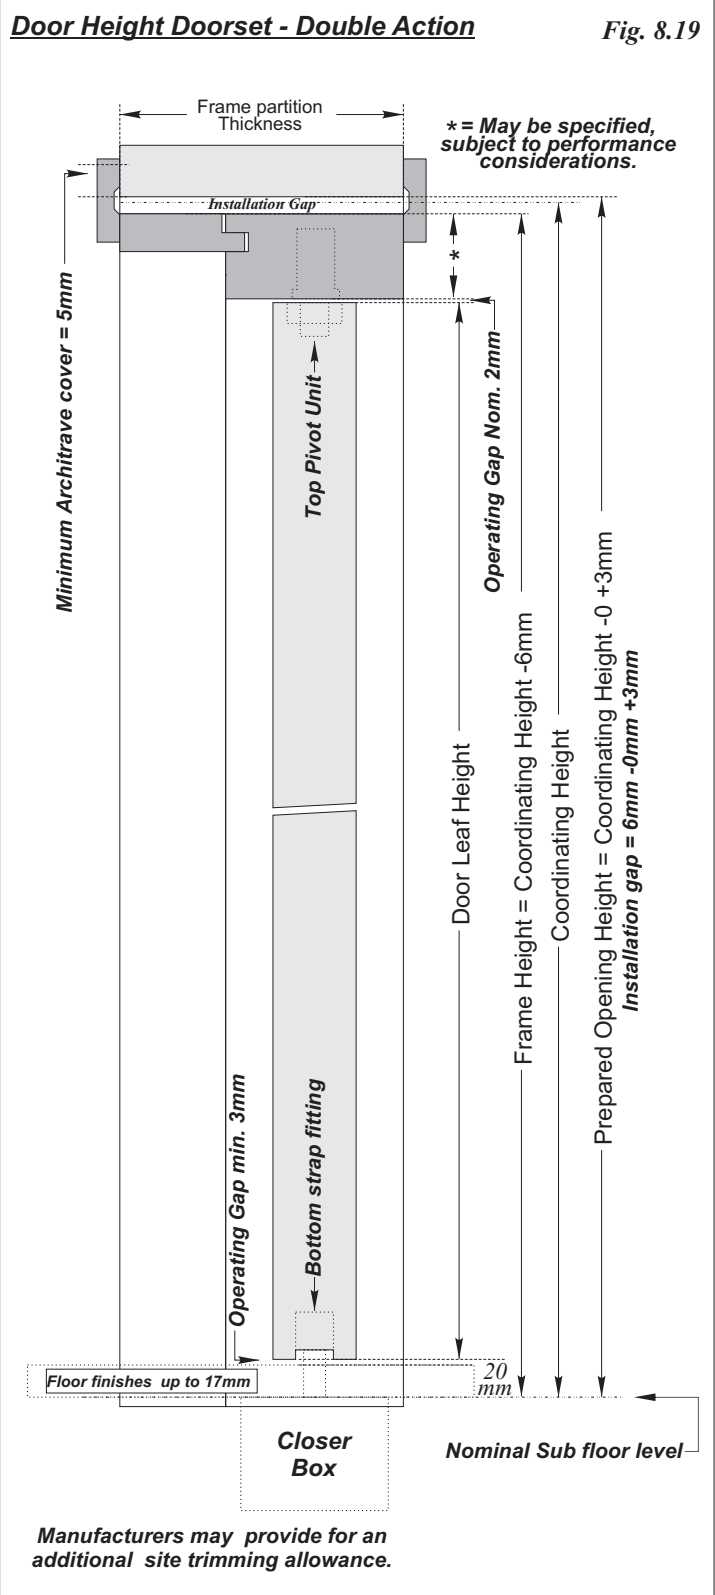 Door Height Doorset - Double Action
Fig. 8.19
Frame partition
Thickness
* = May be specified,
subject to performance
considerations.
Installation Gap
*
Minimum Architrave cover = 5mm
Top Pivot Unit
Operating Gap Nom. 2mm
Door Leaf Height
Frame Height = Coordinating Height -6mm
Coordinating Height
Prepared Opening Height = Coordinating Height -0 +3mm
Installation gap = 6mm -0mm +3mm
Operating Gap min. 3mm
Bottom strap fitting
Floor finishes up to 17mm
20
mm
Closer
Box
Nominal Sub floor level
Manufacturers may provide for an
additional site trimming allowance.